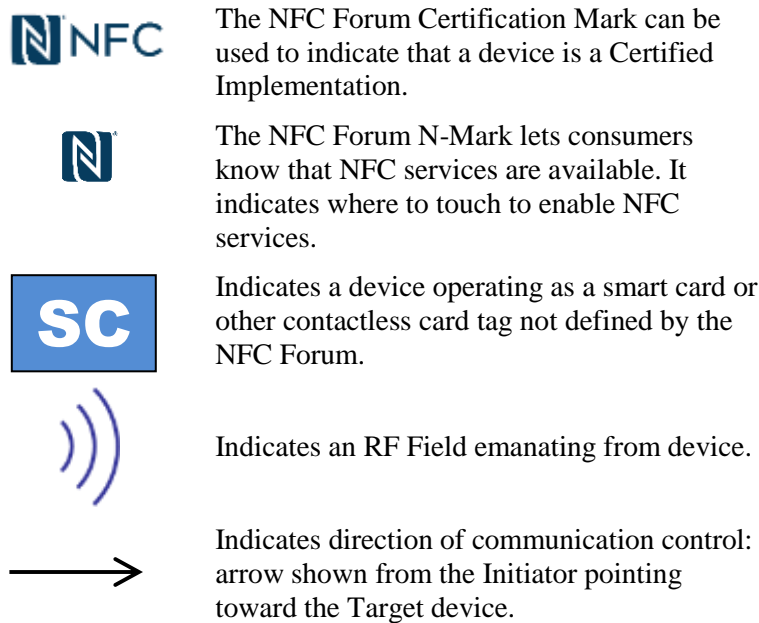 NFC
The NFC Forum Certification Mark can be
used to indicate that a device is a Certified
Implementation.
N
The NFC Forum N-Mark lets consumers
know that NFC services are available. It
indicates where to touch to enable NFC
services.
SC
Indicates a device operating as a smart card or
other contactless card tag not defined by the
NFC Forum.
Indicates an RF Field emanating from device.
Indicates direction of communication control:
arrow shown from the Initiator pointing
toward the Target device.